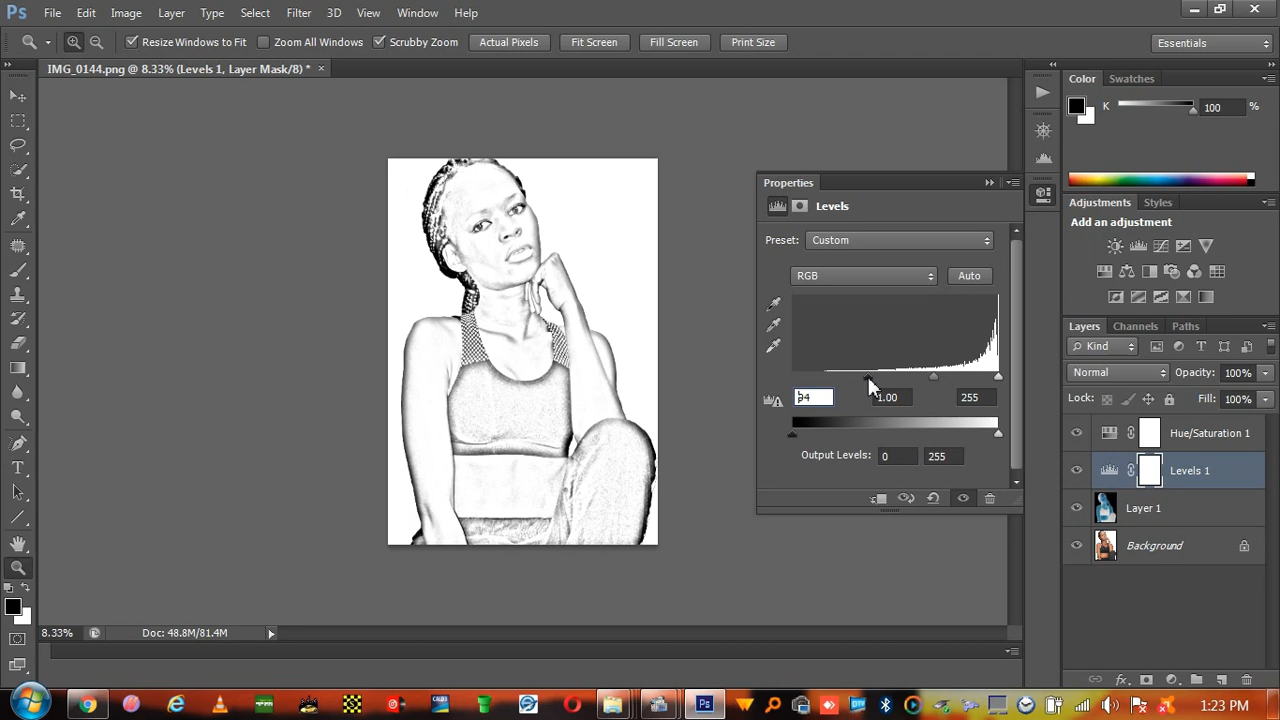 Ps File Edit Image Layer Type Select Filter 3D View Window Help
Resize Windows to Fit Zoom All Windows Scrubby Zoom Actual Pixels Fit Screen Fill Screen Print Size Essentials
IMG_0144.png @ 8.33% (Levels 1, Layer Mask/8) * ×
Color Swatches
K 100 %
Properties
Levels
Preset: Custom
RGB Auto
94 1.00 255
Output Levels: 0 255
Adjustments Styles
Add an adjustment
Layers Channels Paths
Kind
Normal Opacity: 100%
Lock: Fill: 100%
Hue/Saturation 1
Levels 1
Layer 1
Background
8.33% Doc: 48.8M/81.4M
Ps
1:23 PM